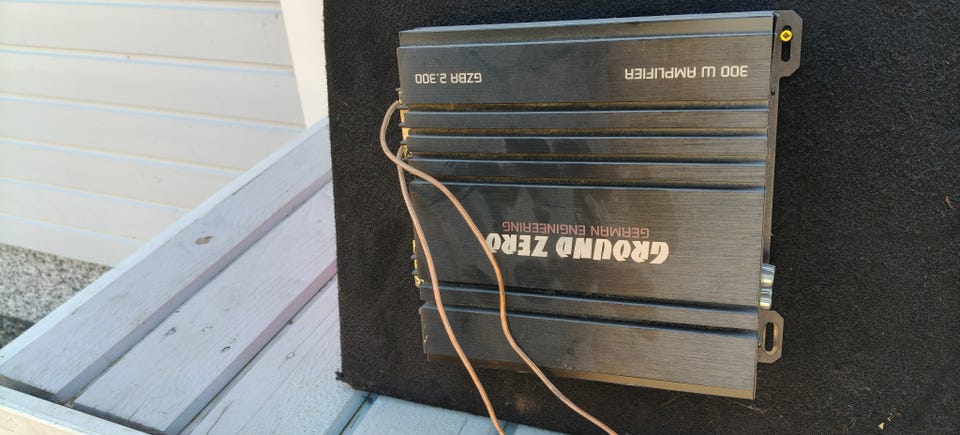 GROUND ZERO
GERMAN ENGINEERING
300 W AMPLIFIER
GZBA 2.300